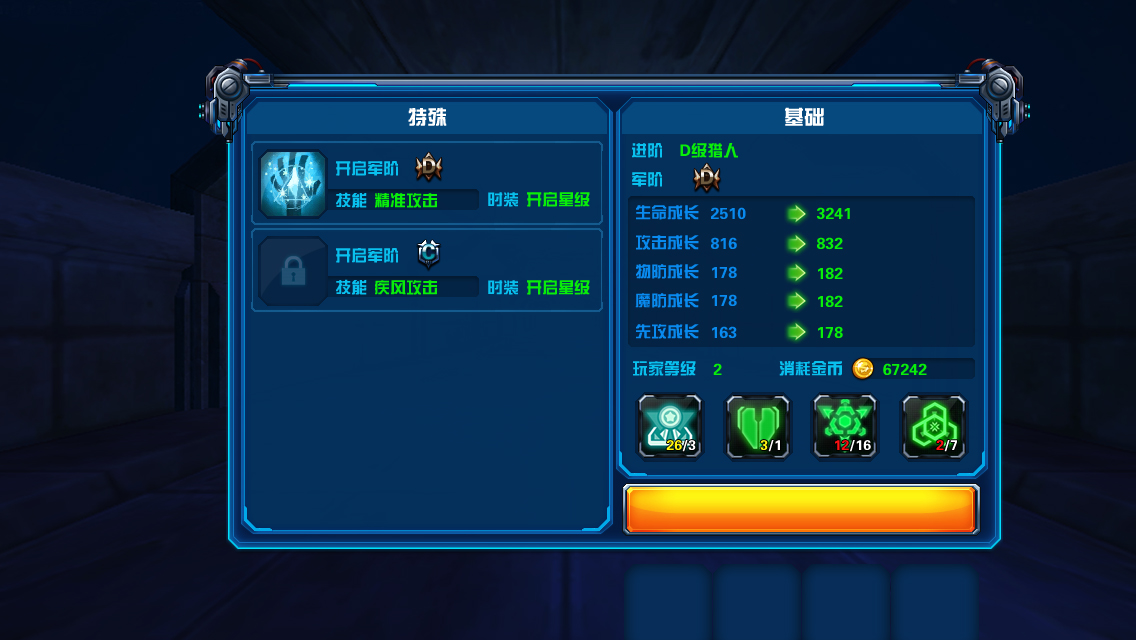 特殊
开启军阶 D
技能 精准攻击 时装 开启星级
开启军阶 C
技能 疾风攻击 时装 开启星级
基础
进阶 D级猎人
军阶 D
生命成长 2510 3241
攻击成长 816 832
物防成长 178 182
魔防成长 178 182
先攻成长 163 178
玩家等级 2 消耗金币 67242
26/3 3/1 12/16 2/7